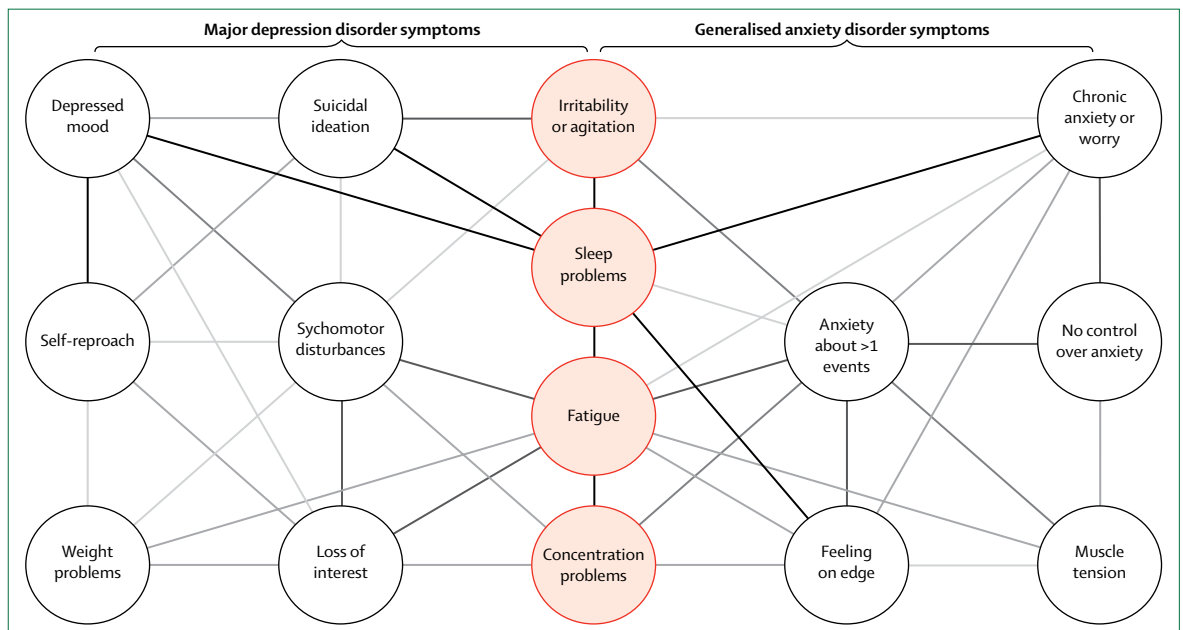 Major depression disorder symptoms
Generalised anxiety disorder symptoms
Depressed
mood
Suicidal
ideation
Irritability
or agitation
Chronic
anxiety or
worry
Sleep
problems
Self-reproach
Sychomotor
disturbances
Anxiety
about >1
events
No control
over anxiety
Fatigue
Weight
problems
Loss of
interest
Concentration
problems
Feeling
on edge
Muscle
tension